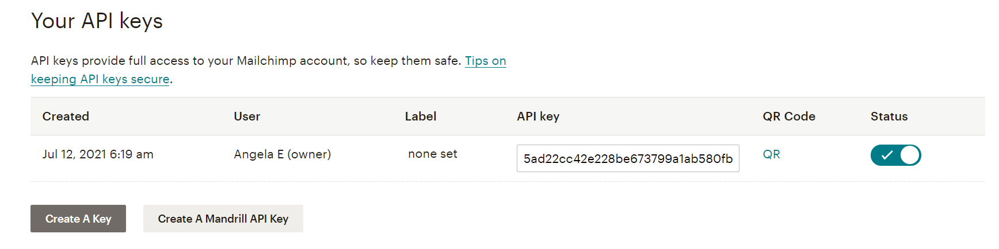 Your API keys
API keys provide full access to your Mailchimp account, so keep them safe. Tips on
keeping API keys secure.
Created User Label API key QR Code Status
Jul 12, 2021 6:19 am Angela E (owner) none set 5ad22cc42e228be673799a1ab580fb QR
Create A Key Create A Mandrill API Key